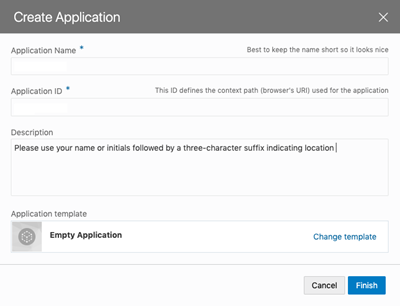 Create Application
Application Name *
Best to keep the name short so it looks nice
Application ID *
This ID defines the context path (browser's URI) used for the application
Description
Please use your name or initials followed by a three-character suffix indicating location
Application template
Empty Application
Change template
Cancel
Finish